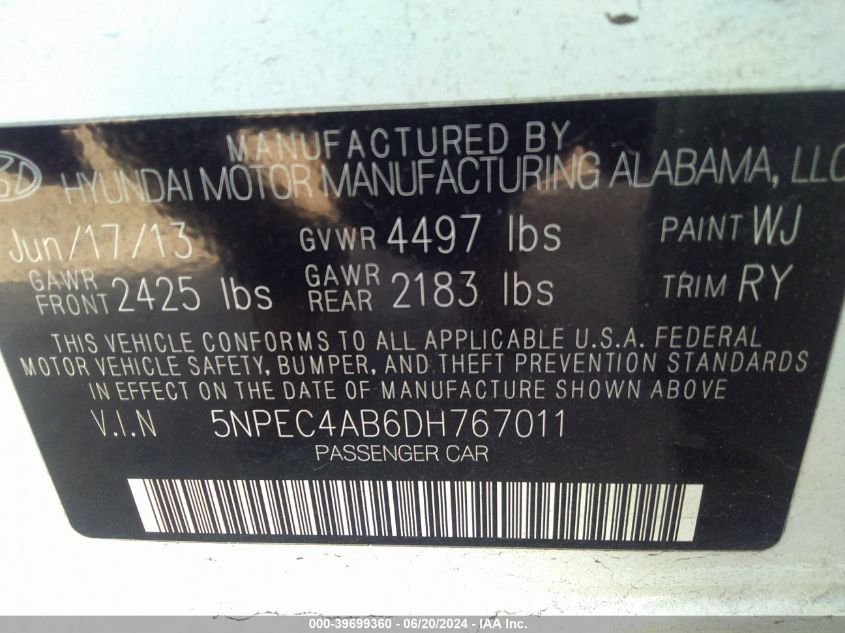 MANUFACTURED BY
HYUNDAI MOTOR MANUFACTURING ALABAMA, LLC
Jun/17/13 GVWR 4497 lbs PAINT WJ
GAWR FRONT 2425 lbs GAWR REAR 2183 lbs TRIM RY
THIS VEHICLE CONFORMS TO ALL APPLICABLE U.S.A. FEDERAL
MOTOR VEHICLE SAFETY, BUMPER, AND THEFT PREVENTION STANDARDS
IN EFFECT ON THE DATE OF MANUFACTURE SHOWN ABOVE
V.I.N 5NPEC4AB6DH767011
PASSENGER CAR
000-39699360 - 06/20/2024 - IAA Inc.